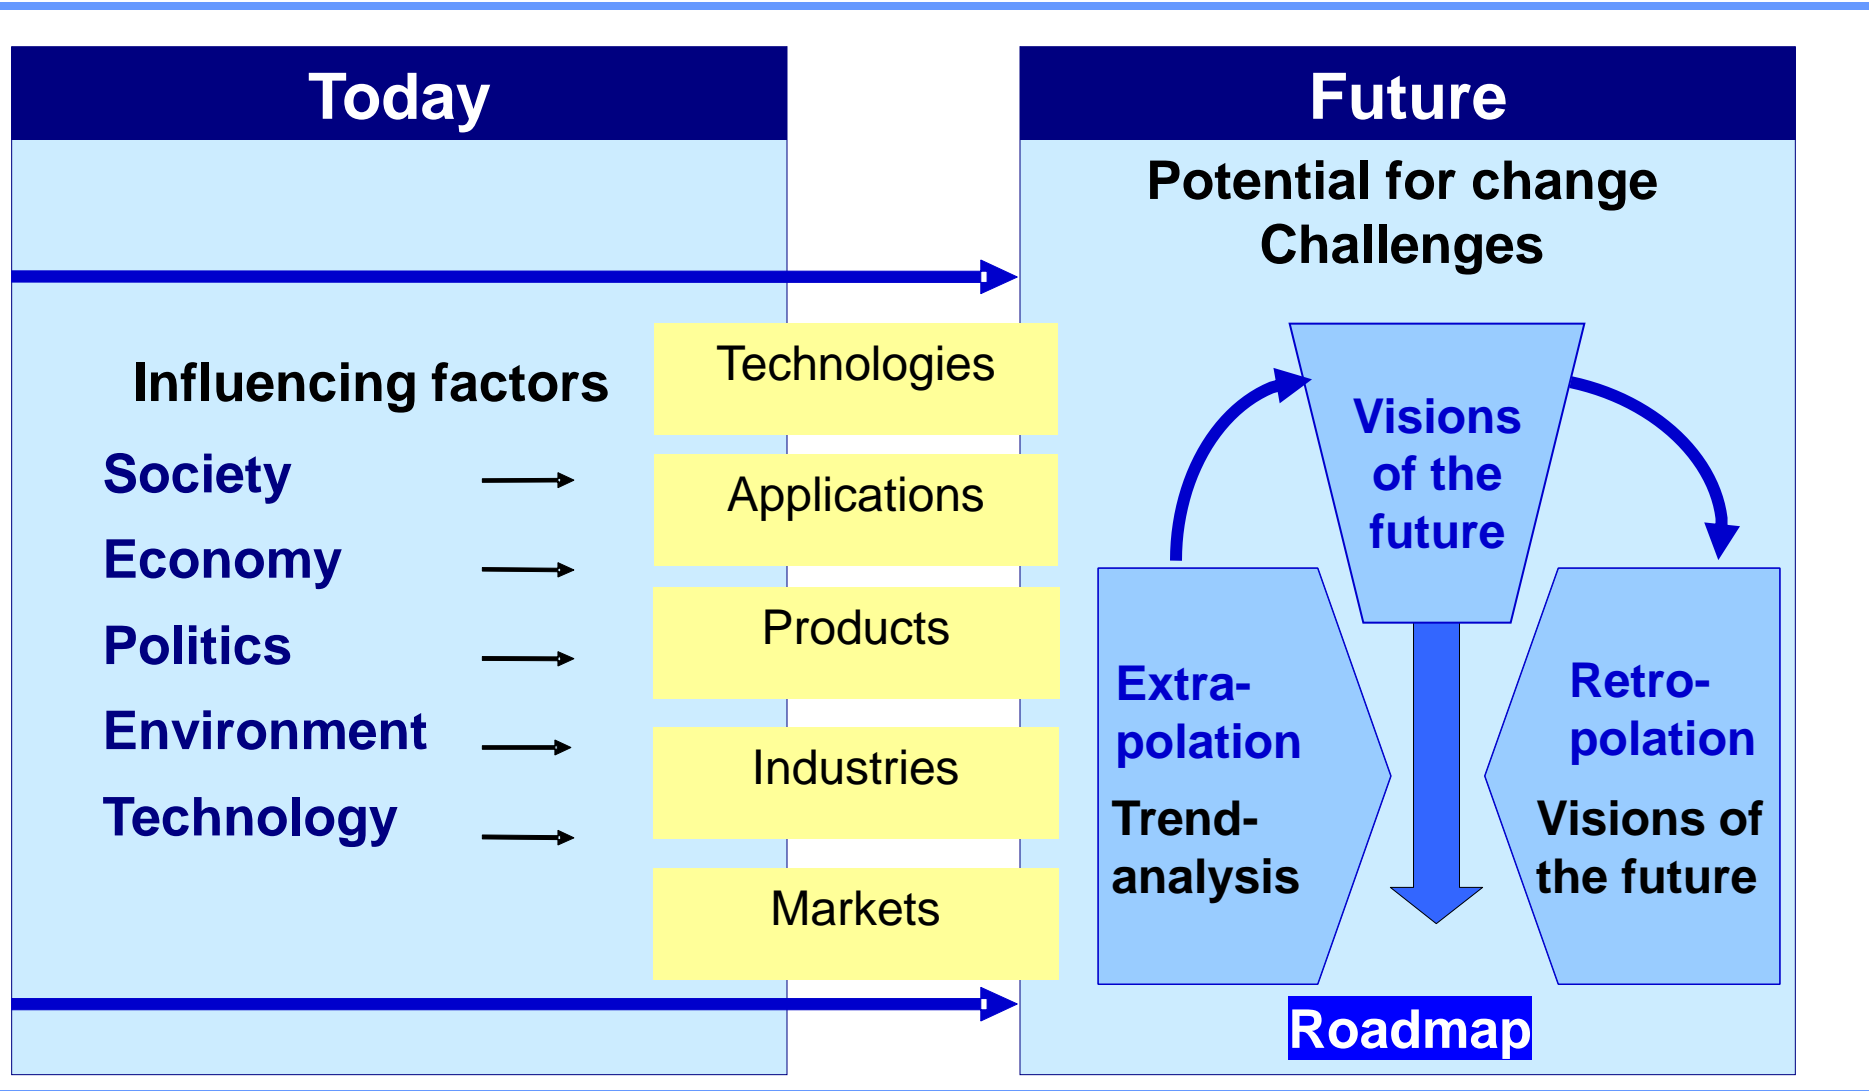 Today
Influencing factors
Society
Economy
Politics
Environment
Technology
Technologies
Applications
Products
Industries
Markets
Future
Potential for change
Challenges
Visions
of the
future
Extra-
polation
Trend-
analysis
Retro-
polation
Visions of
the future
Roadmap